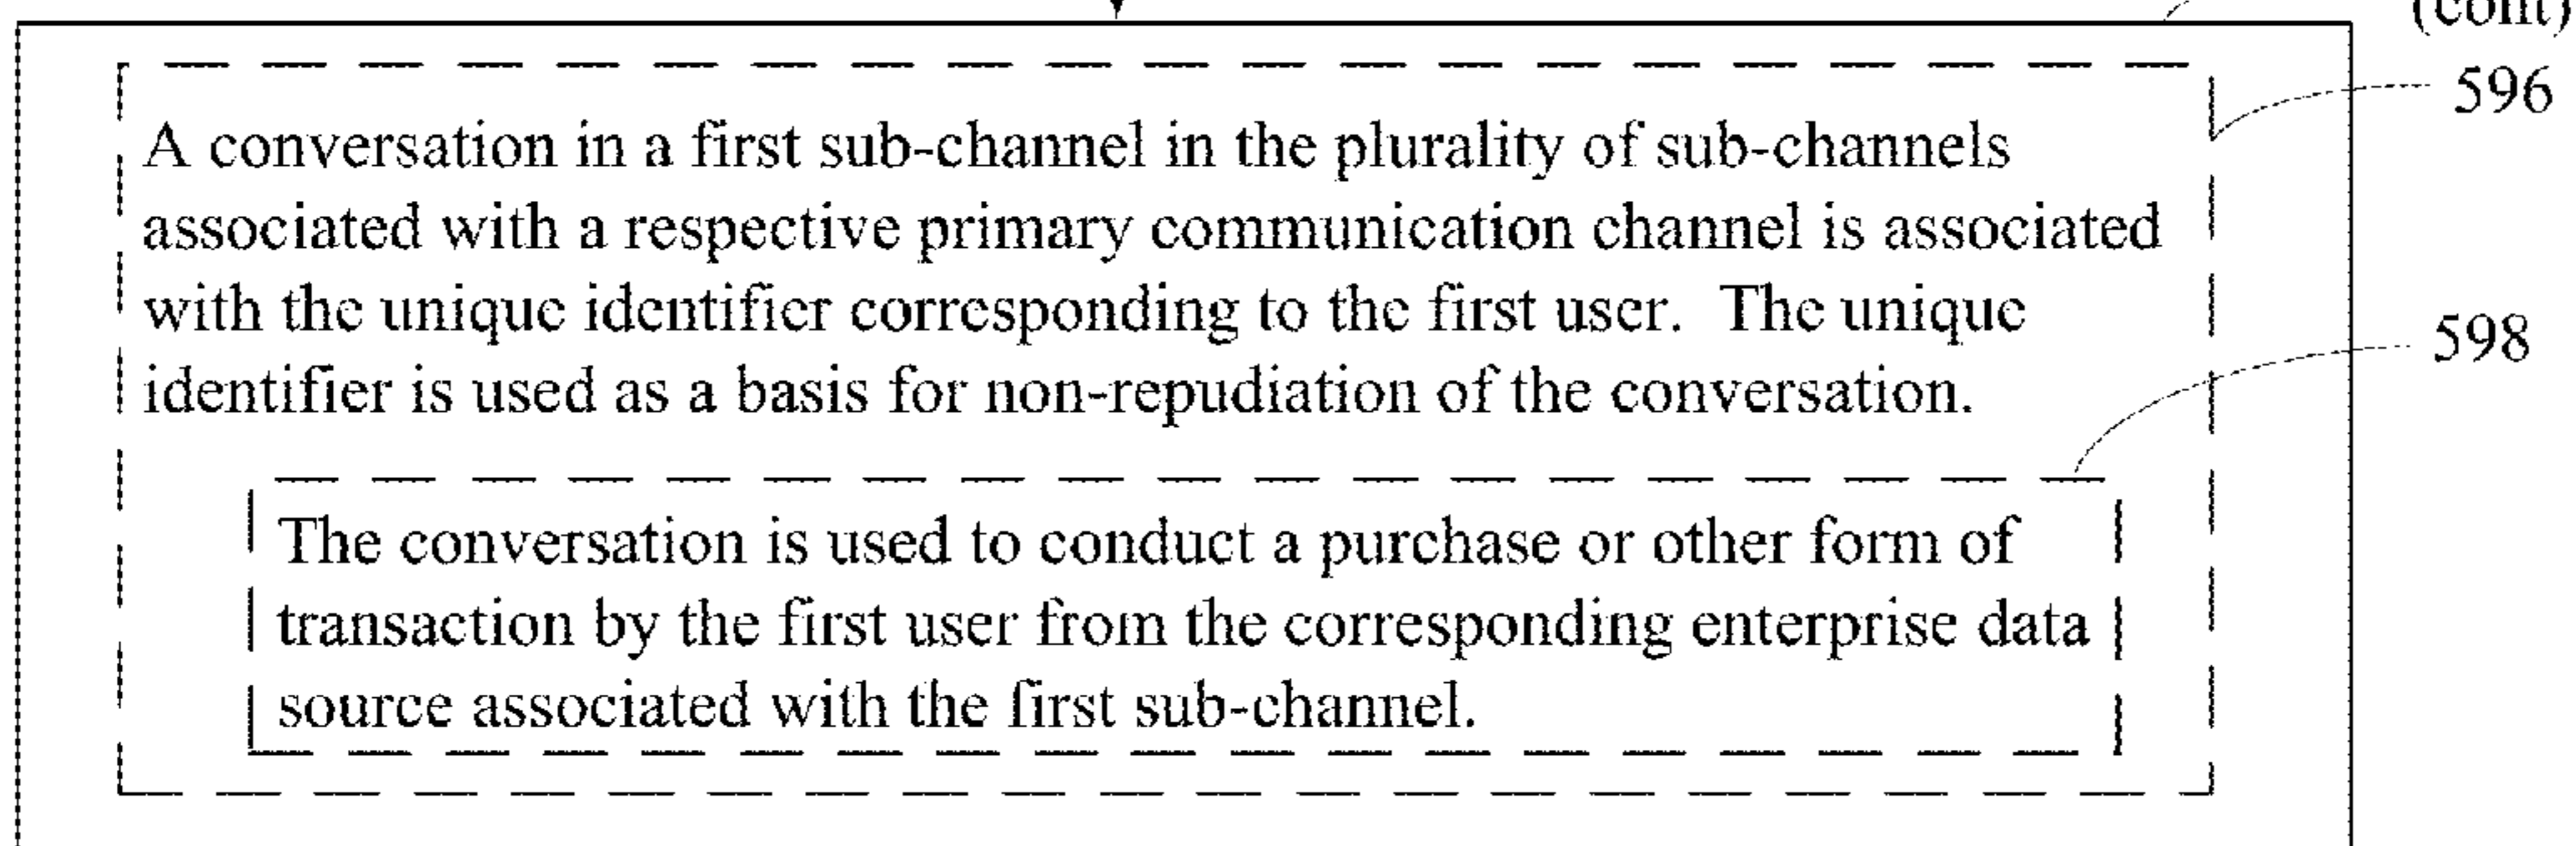 (cont)
596
A conversation in a first sub-channel in the plurality of sub-channels
associated with a respective primary communication channel is associated
with the unique identifier corresponding to the first user. The unique
identifier is used as a basis for non-repudiation of the conversation.
598
The conversation is used to conduct a purchase or other form of
transaction by the first user from the corresponding enterprise data
source associated with the first sub-channel.